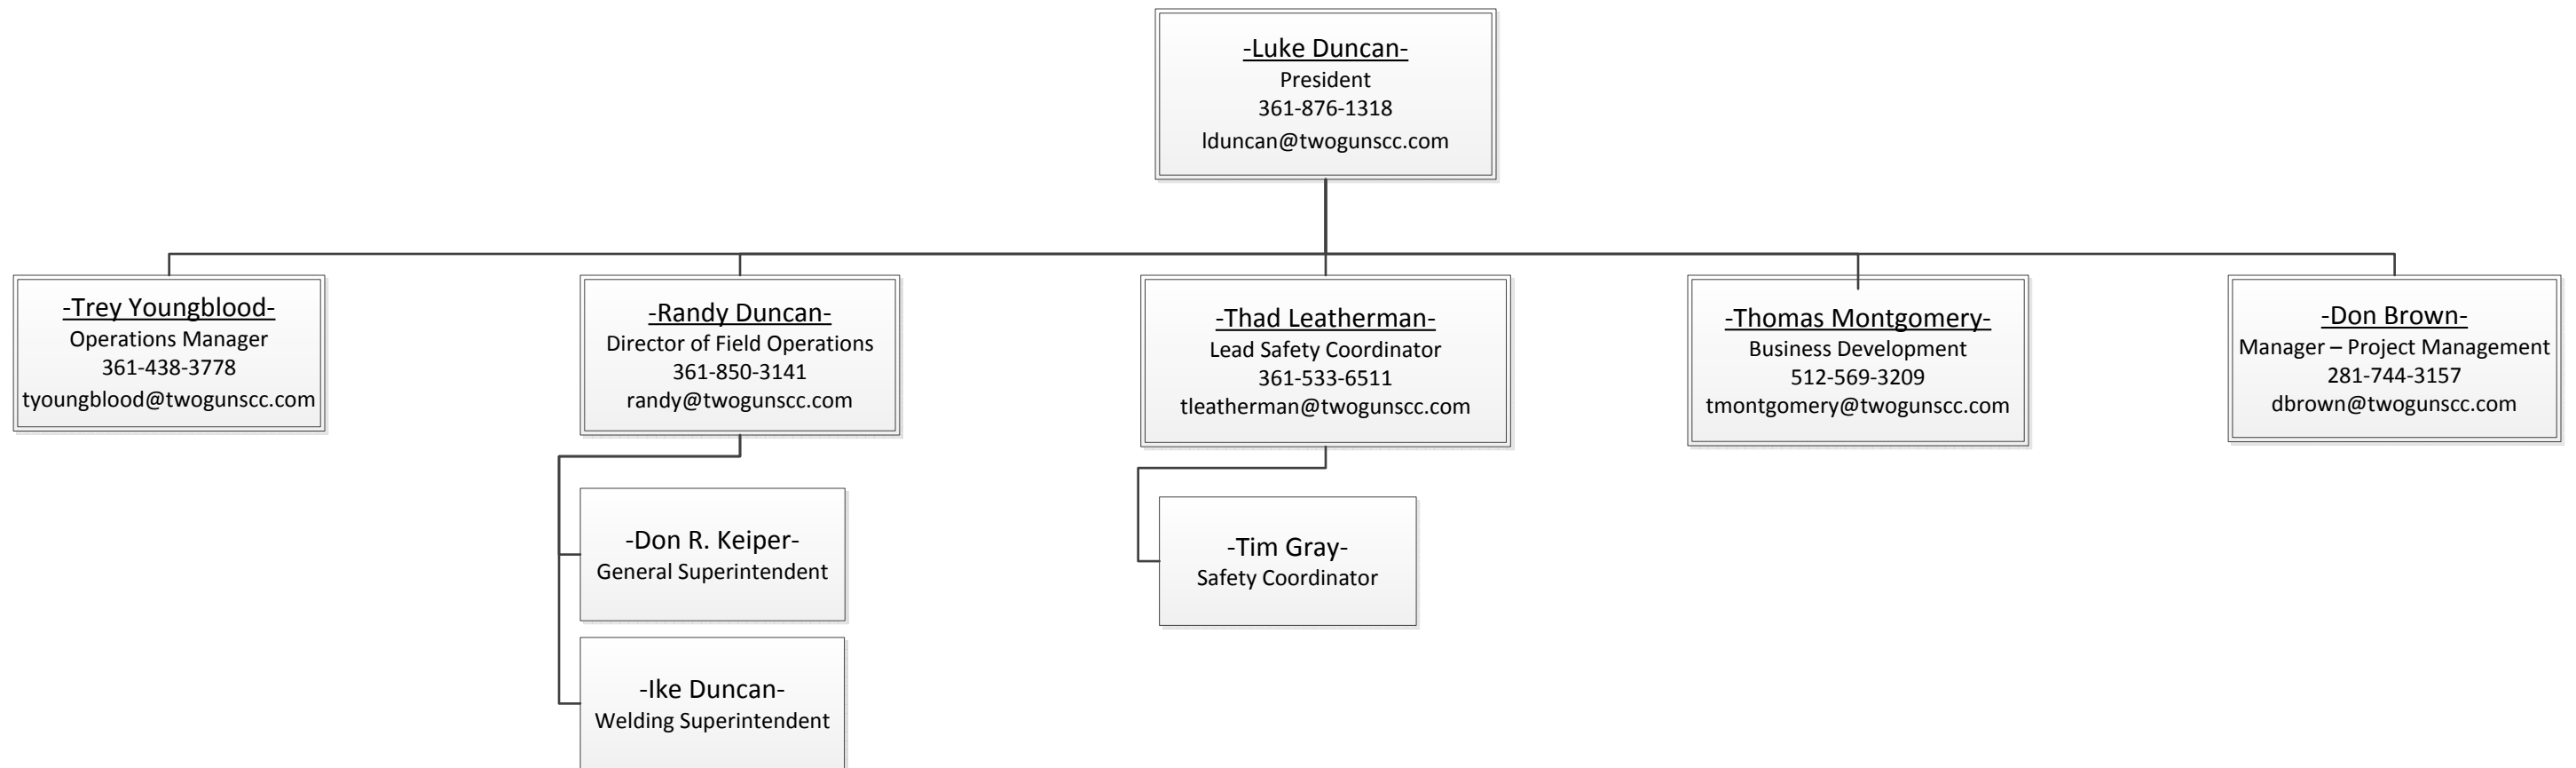 -Luke Duncan-
President
361-876-1318
lduncan@twogunscc.com
-Trey Youngblood-
Operations Manager
361-438-3778
tyoungblood@twogunscc.com
-Randy Duncan-
Director of Field Operations
361-850-3141
randy@twogunscc.com
-Thad Leatherman-
Lead Safety Coordinator
361-533-6511
tleatherman@twogunscc.com
-Thomas Montgomery-
Business Development
512-569-3209
tmontgomery@twogunscc.com
-Don Brown-
Manager – Project Management
281-744-3157
dbrown@twogunscc.com
-Don R. Keiper-
General Superintendent
-Ike Duncan-
Welding Superintendent
-Tim Gray-
Safety Coordinator